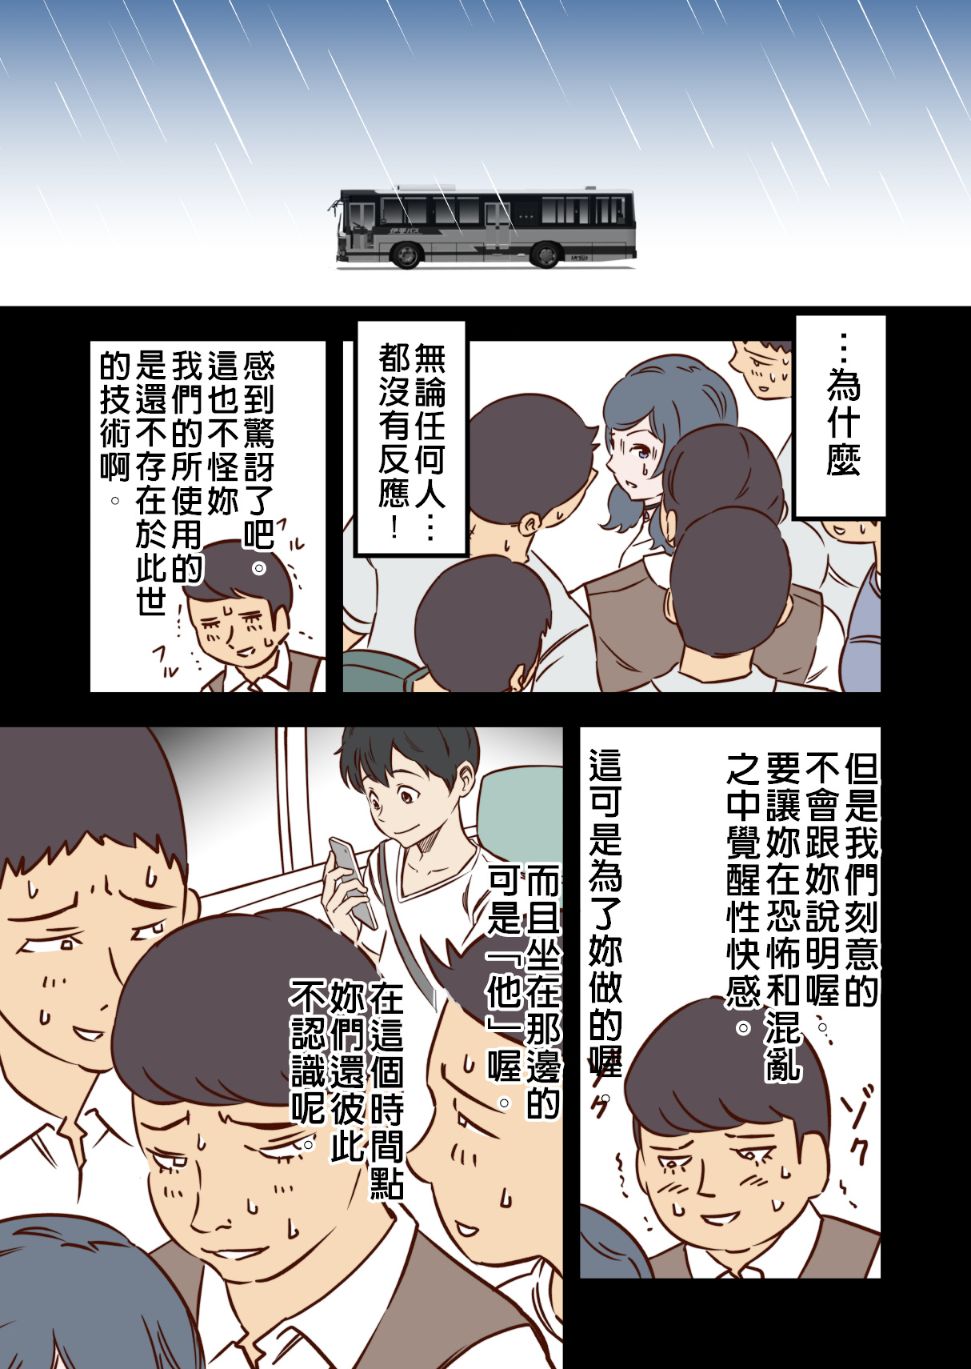 伊勢バス
…為什麼
無論任何人…
都沒有反應！
感到驚訝了吧。
這也不怪妳
我們的所使用的
是還不存在於此世
的技術啊。
ブル
ブル
但是我們刻意的
不會跟妳說明喔。
要讓妳在恐怖和混亂
之中覺醒性快感。
這可是為了妳做的喔。
ゾク
ゾク
而且坐在那邊的
可是「他」喔。
在這個時間點
妳們還彼此
不認識呢。